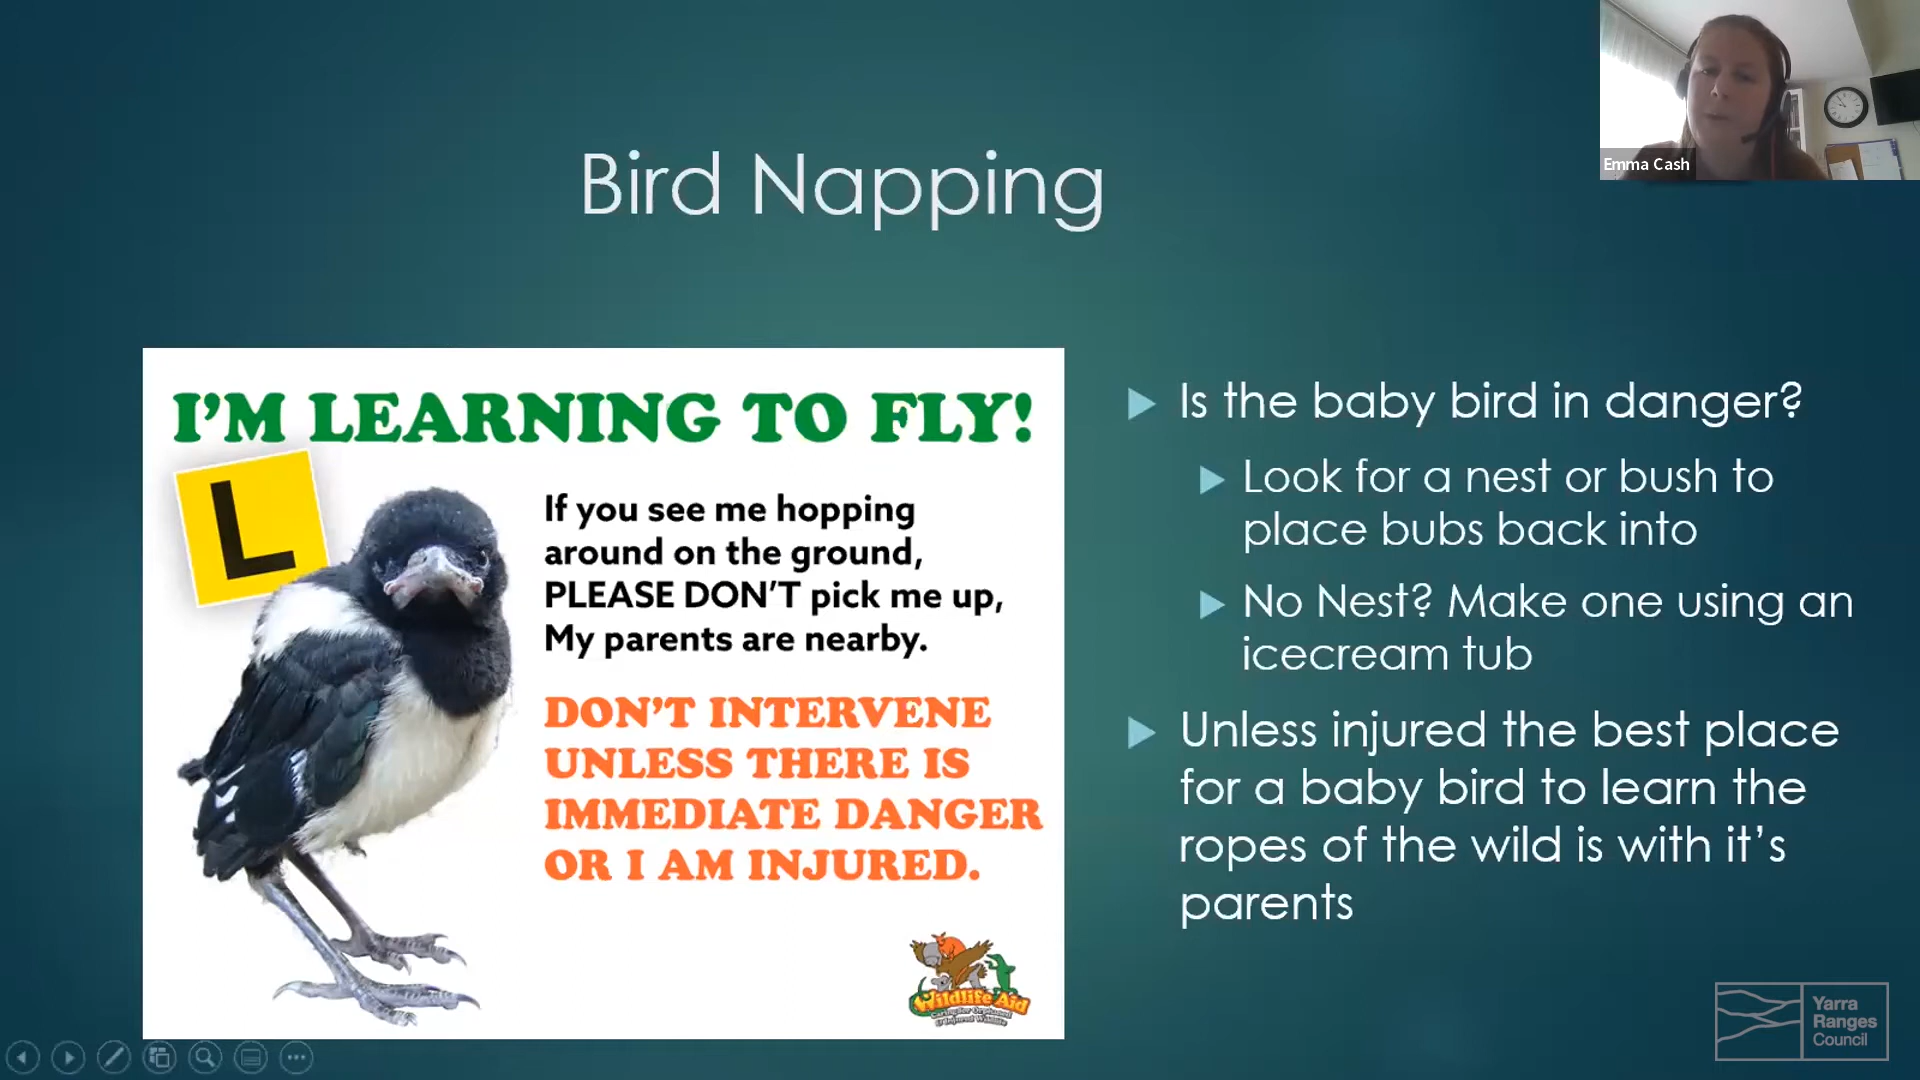 Emma Cash
Bird Napping
I'M LEARNING TO FLY!
L
If you see me hopping
around on the ground,
PLEASE DON'T pick me up,
My parents are nearby.
DON'T INTERVENE
UNLESS THERE IS
IMMEDIATE DANGER
OR I AM INJURED.
Wildlife Aid
Is the baby bird in danger?
Look for a nest or bush to
place bubs back into
No Nest? Make one using an
icecream tub
Unless injured the best place
for a baby bird to learn the
ropes of the wild is with it's
parents
Yarra
Ranges
Council